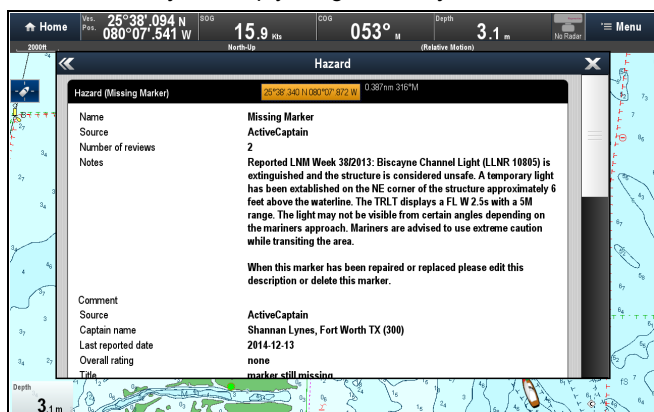 Home
Ves. Pos. 25°38'.094 N 080°07'.541 W
SOG 15.9 Kts
COG 053° M
Depth 3.1 m
No Radar
Menu
2000ft
North-Up
(Relative Motion)
Hazard
X
Hazard (Missing Marker)
25°38'.340 N 080°07'.872 W
0.387nm 316°M
Name Missing Marker
Source ActiveCaptain
Number of reviews 2
Notes Reported LNM Week 38/2013: Biscayne Channel Light (LLNR 10805) is
extinguished and the structure is considered unsafe. A temporary light
has been extablished on the NE corner of the structure approximately 6
feet above the waterline. The TRLT displays a FL W 2.5s with a 5M
range. The light may not be visible from certain angles depending on
the mariners approach. Mariners are advised to use extreme caution
while transiting the area.
When this marker has been repaired or replaced please edit this
description or delete this marker.
Comment
Source ActiveCaptain
Captain name Shannan Lynes, Fort Worth TX (300)
Last reported date 2014-12-13
Overall rating none
Title marker still missing
Depth
3.1 m